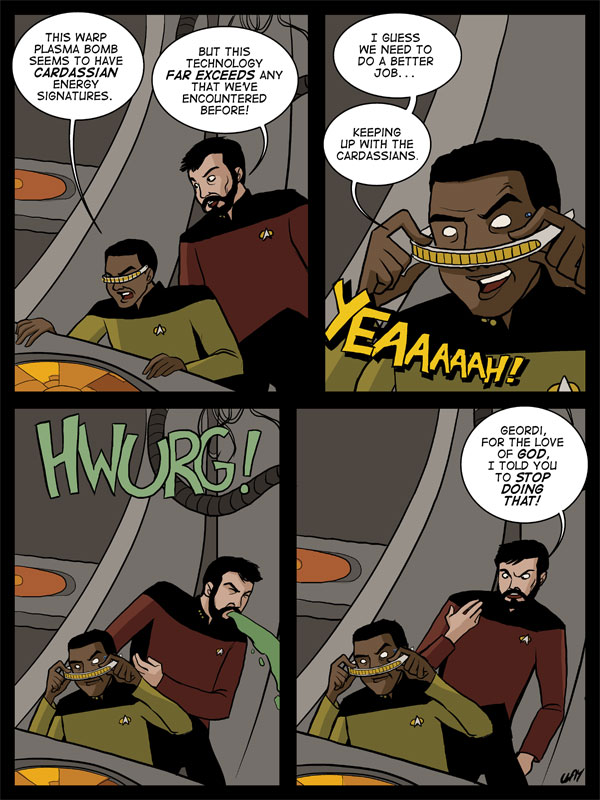 THIS WARP
PLASMA BOMB
SEEMS TO HAVE
CARDASSIAN
ENERGY
SIGNATURES.
BUT THIS
TECHNOLOGY
FAR EXCEEDS ANY
THAT WE'VE
ENCOUNTERED
BEFORE!
I GUESS
WE NEED TO
DO A BETTER
JOB...
KEEPING
UP WITH THE
CARDASSIANS.
YEAAAAAH!
HWURG!
GEORDI,
FOR THE LOVE
OF GOD,
I TOLD YOU
TO STOP
DOING
THAT!